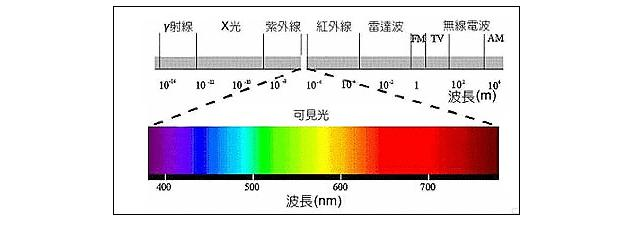 γ射線 X光 紫外線 紅外線 雷達波 無線電波
FM TV AM
10⁻¹⁴ 10⁻¹² 10⁻¹⁰ 10⁻⁸ 10⁻⁶ 10⁻⁴ 10⁻² 1 10² 10⁴
波長(m)
可見光
400 500 600 700
波長(nm)